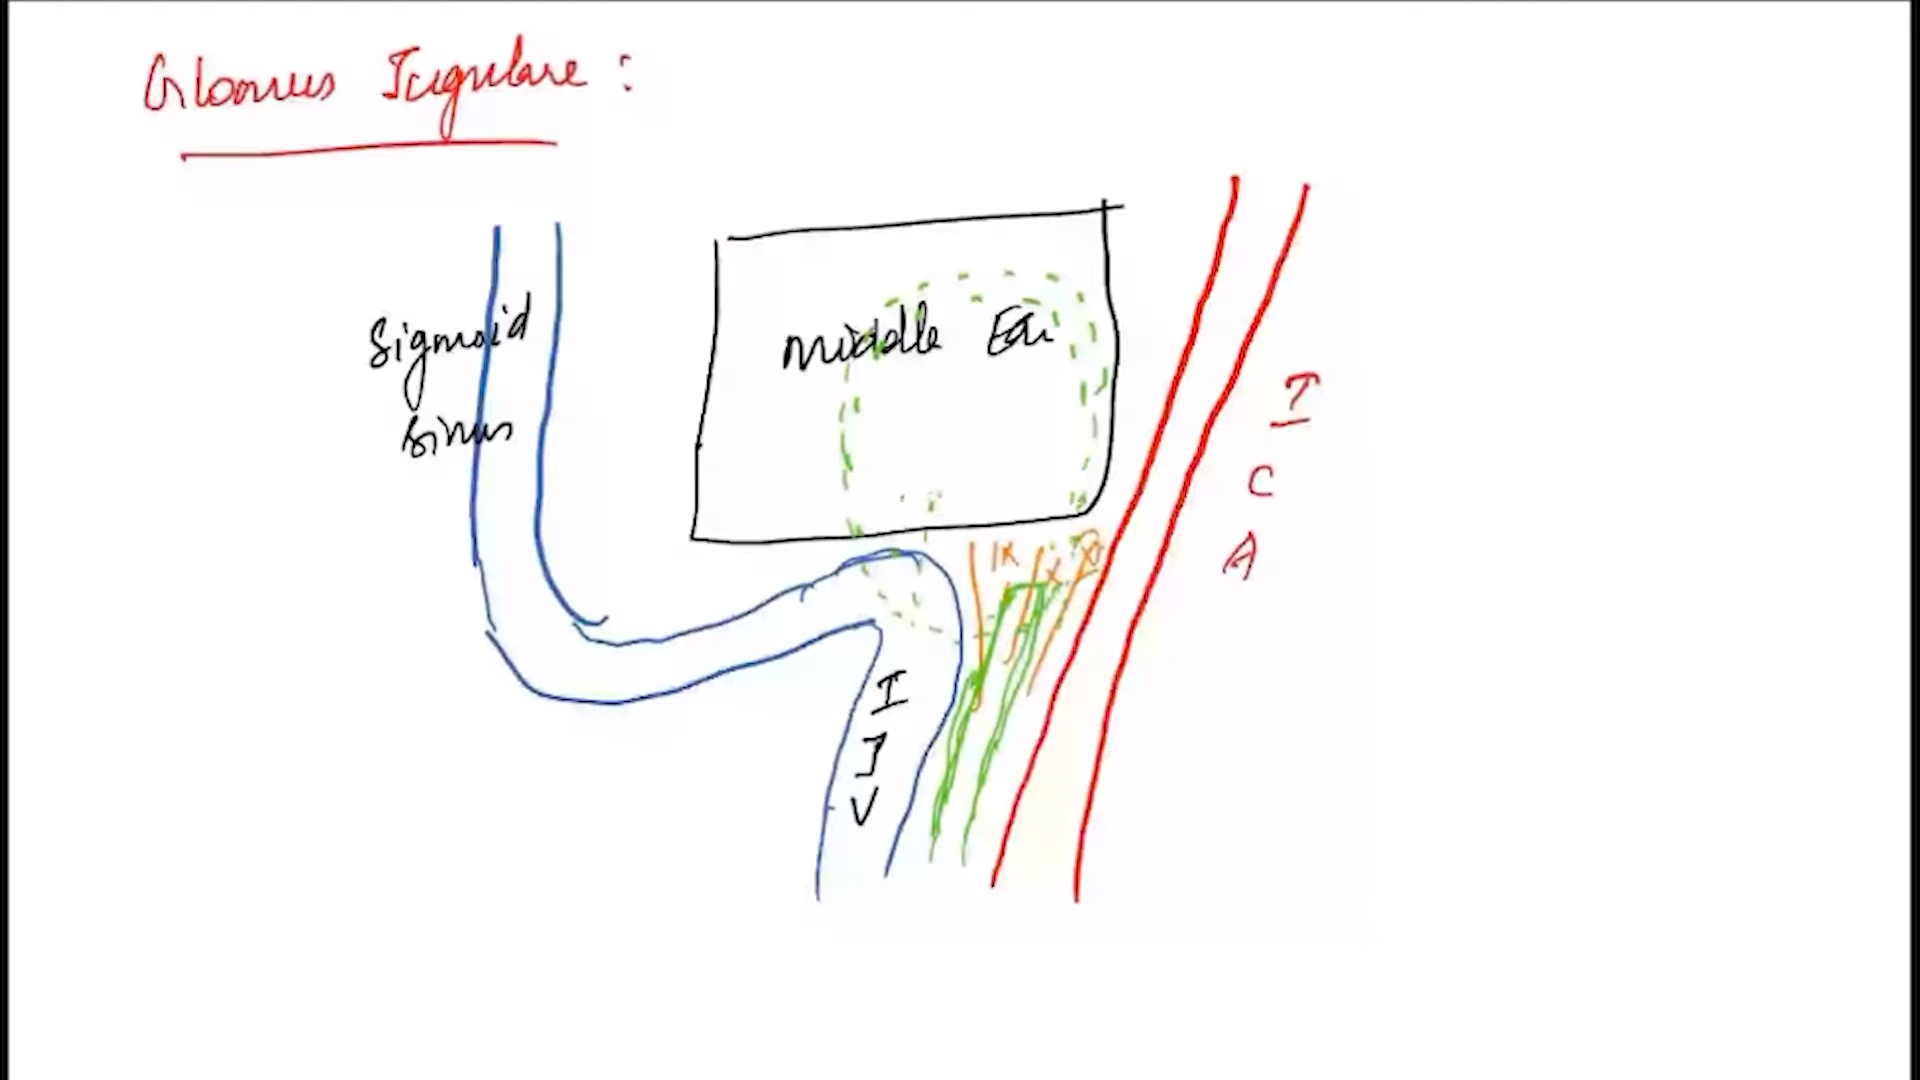 Glomus Jugulare :
Sigmoid
Sinus
Middle Ear
I
C
A
IX X XI
I
J
V